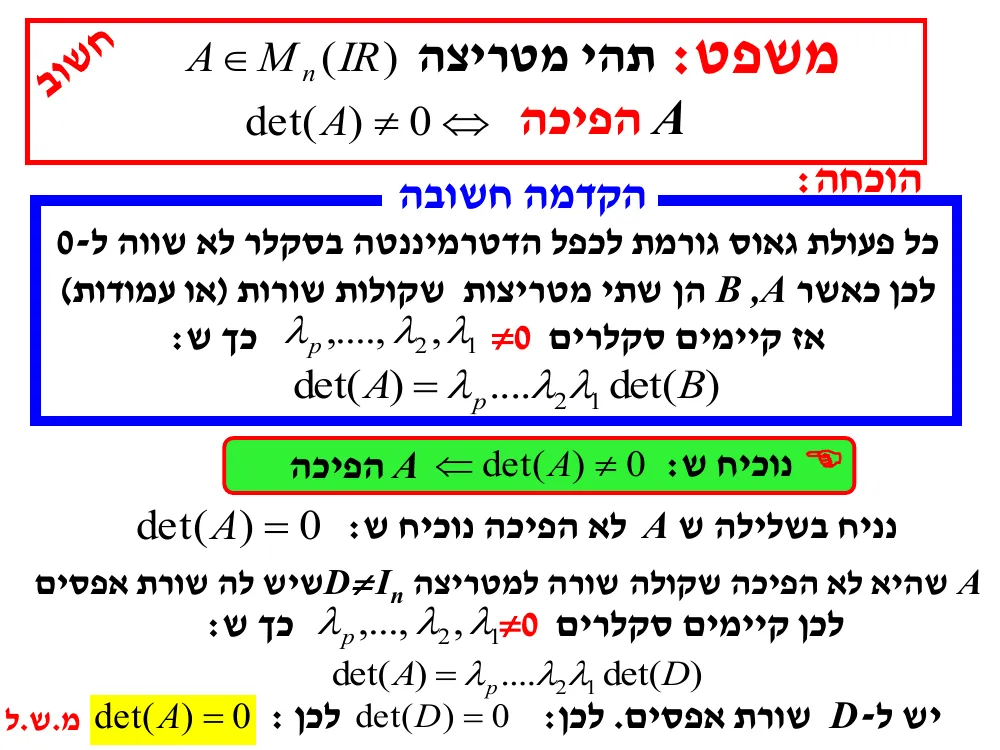 חשוב
משפט: תהי מטריצה A ∈ M_n (IR)
A הפיכה ⇔ det(A) ≠ 0
הוכחה:
הקדמה חשובה
כל פעולת גאוס גורמת לכפל הדטרמיננטה בסקלר לא שווה ל-0
לכן כאשר B ,A הן שתי מטריצות שקולות שורות (או עמודות)
אז קיימים סקלרים ≠0 λ_p ,...., λ_2 , λ_1 כך ש:
det(A) = λ_p ....λ_2 λ_1 det(B)
☜ נוכיח ש: det(A) ≠ 0 ⇐ A הפיכה
נניח בשלילה ש A לא הפיכה נוכיח ש: det(A) = 0
A שהיא לא הפיכה שקולה שורה למטריצה D≠I_n שיש לה שורת אפסים
לכן קיימים סקלרים ≠0 λ_p ,..., λ_2 , λ_1 כך ש:
det(A) = λ_p ....λ_2 λ_1 det(D)
יש ל-D שורת אפסים. לכן: det(D) = 0 לכן : det(A) = 0 מ.ש.ל